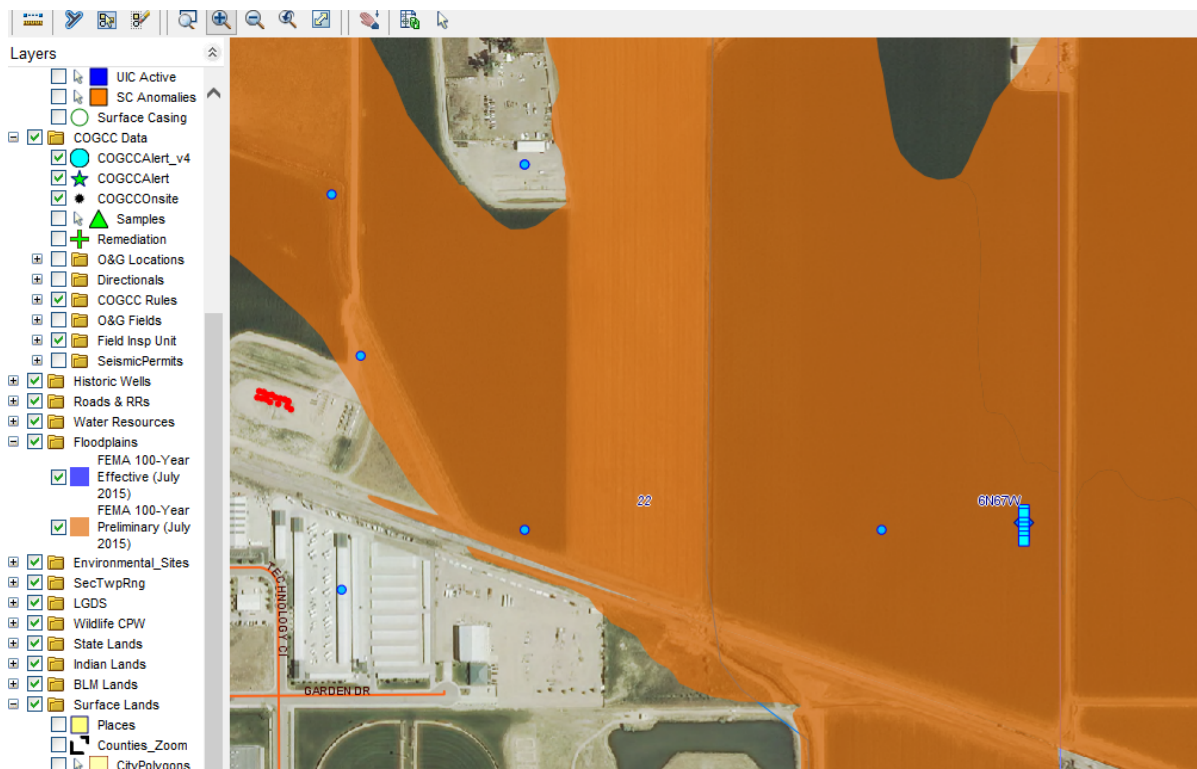 Layers
UIC Active
SC Anomalies
Surface Casing
COGCC Data
COGCCAlert_v4
COGCCAlert
COGCCOnsite
Samples
Remediation
O&G Locations
Directionals
COGCC Rules
O&G Fields
Field Insp Unit
SeismicPermits
Historic Wells
Roads & RRs
Water Resources
Floodplains
FEMA 100-Year
Effective (July
2015)
FEMA 100-Year
Preliminary (July
2015)
Environmental_Sites
SecTwpRng
LGDS
Wildlife CPW
State Lands
Indian Lands
BLM Lands
Surface Lands
Places
Counties_Zoom
CityPolygons
22
6N67W
TECHNOLOGY CI
GARDEN DR